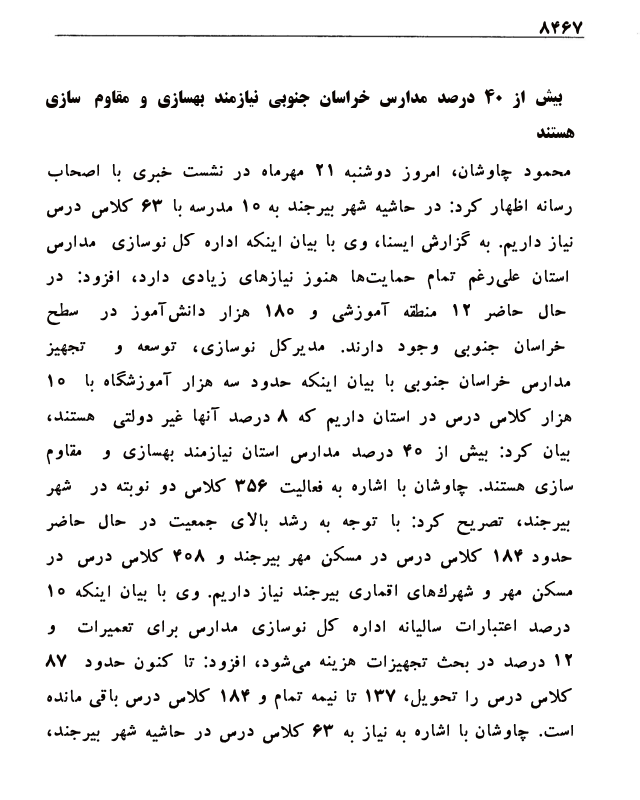 ۸۴۶۷
بیش از ۴۰ درصد مدارس خراسان جنوبی نیازمند بهسازی و مقاوم سازی
هستند
محمود چاوشان، امروز دوشنبه ۲۱ مهرماه در نشست خبری با اصحاب
رسانه اظهار کرد: در حاشیه شهر بیرجند به ۱۰ مدرسه با ۶۳ کلاس درس
نیاز داریم. به گزارش ایسنا، وی با بیان اینکه اداره کل نوسازی مدارس
استان علی‌رغم تمام حمایت‌ها هنوز نیازهای زیادی دارد، افزود: در
حال حاضر ۱۲ منطقه آموزشی و ۱۸۰ هزار دانش‌آموز در سطح
خراسان جنوبی وجود دارند. مدیرکل نوسازی، توسعه و تجهیز
مدارس خراسان جنوبی با بیان اینکه حدود سه هزار آموزشگاه با ۱۰
هزار کلاس درس در استان داریم که ۸ درصد آنها غیر دولتی هستند،
بیان کرد: بیش از ۴۰ درصد مدارس استان نیازمند بهسازی و مقاوم
سازی هستند. چاوشان با اشاره به فعالیت ۳۵۶ کلاس دو نوبته در شهر
بیرجند، تصریح کرد: با توجه به رشد بالای جمعیت در حال حاضر
حدود ۱۸۴ کلاس درس در مسکن مهر بیرجند و ۴۰۸ کلاس درس در
مسکن مهر و شهرك‌های اقماری بیرجند نیاز داریم. وی با بیان اینکه ۱۰
درصد اعتبارات سالیانه اداره کل نوسازی مدارس برای تعمیرات و
۱۲ درصد در بحث تجهیزات هزینه می‌شود، افزود: تا کنون حدود ۸۷
کلاس درس را تحویل، ۱۳۷ تا نیمه تمام و ۱۸۴ کلاس درس باقی مانده
است. چاوشان با اشاره به نیاز به ۶۳ کلاس درس در حاشیه شهر بیرجند،